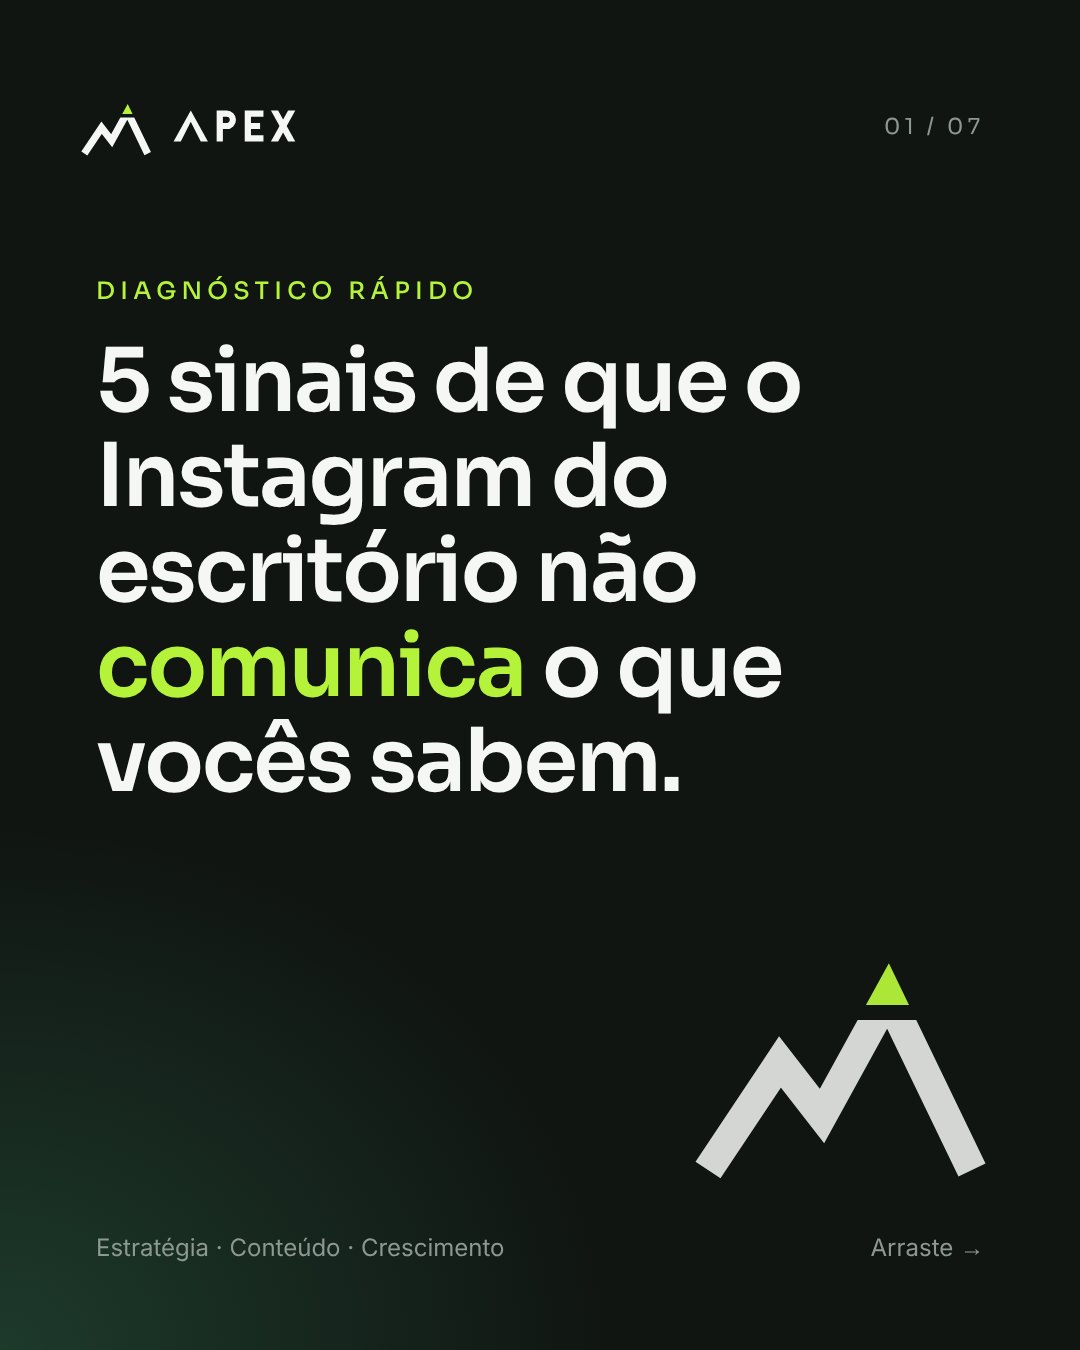 APEX
01 / 07
DIAGNÓSTICO RÁPIDO
5 sinais de que o
Instagram do
escritório não
comunica o que
vocês sabem.
Estratégia · Conteúdo · Crescimento
Arraste →